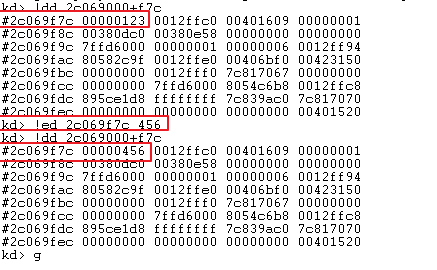 kd> !dd 2c069000+f7c
#2c069f7c 00000123 0012ffc0 00401609 00000001
#2c069f8c 00380dc0 00380e58 00000000 00000000
#2c069f9c 7ffd6000 00000001 00000006 0012ff94
#2c069fac 80582c9f 0012ffe0 00406bf0 00423150
#2c069fbc 00000000 0012fff0 7c817067 00000000
#2c069fcc 00000000 7ffd6000 8054c6b8 0012ffc8
#2c069fdc 895ce1d8 ffffffff 7c839ac0 7c817070
#2c069fec 00000000 00000000 00000000 00401520
kd> !ed 2c069f7c 456
kd> !dd 2c069000+f7c
#2c069f7c 00000456 0012ffc0 00401609 00000001
#2c069f8c 00380dc0 00380e58 00000000 00000000
#2c069f9c 7ffd6000 00000001 00000006 0012ff94
#2c069fac 80582c9f 0012ffe0 00406bf0 00423150
#2c069fbc 00000000 0012fff0 7c817067 00000000
#2c069fcc 00000000 7ffd6000 8054c6b8 0012ffc8
#2c069fdc 895ce1d8 ffffffff 7c839ac0 7c817070
#2c069fec 00000000 00000000 00000000 00401520
kd> g